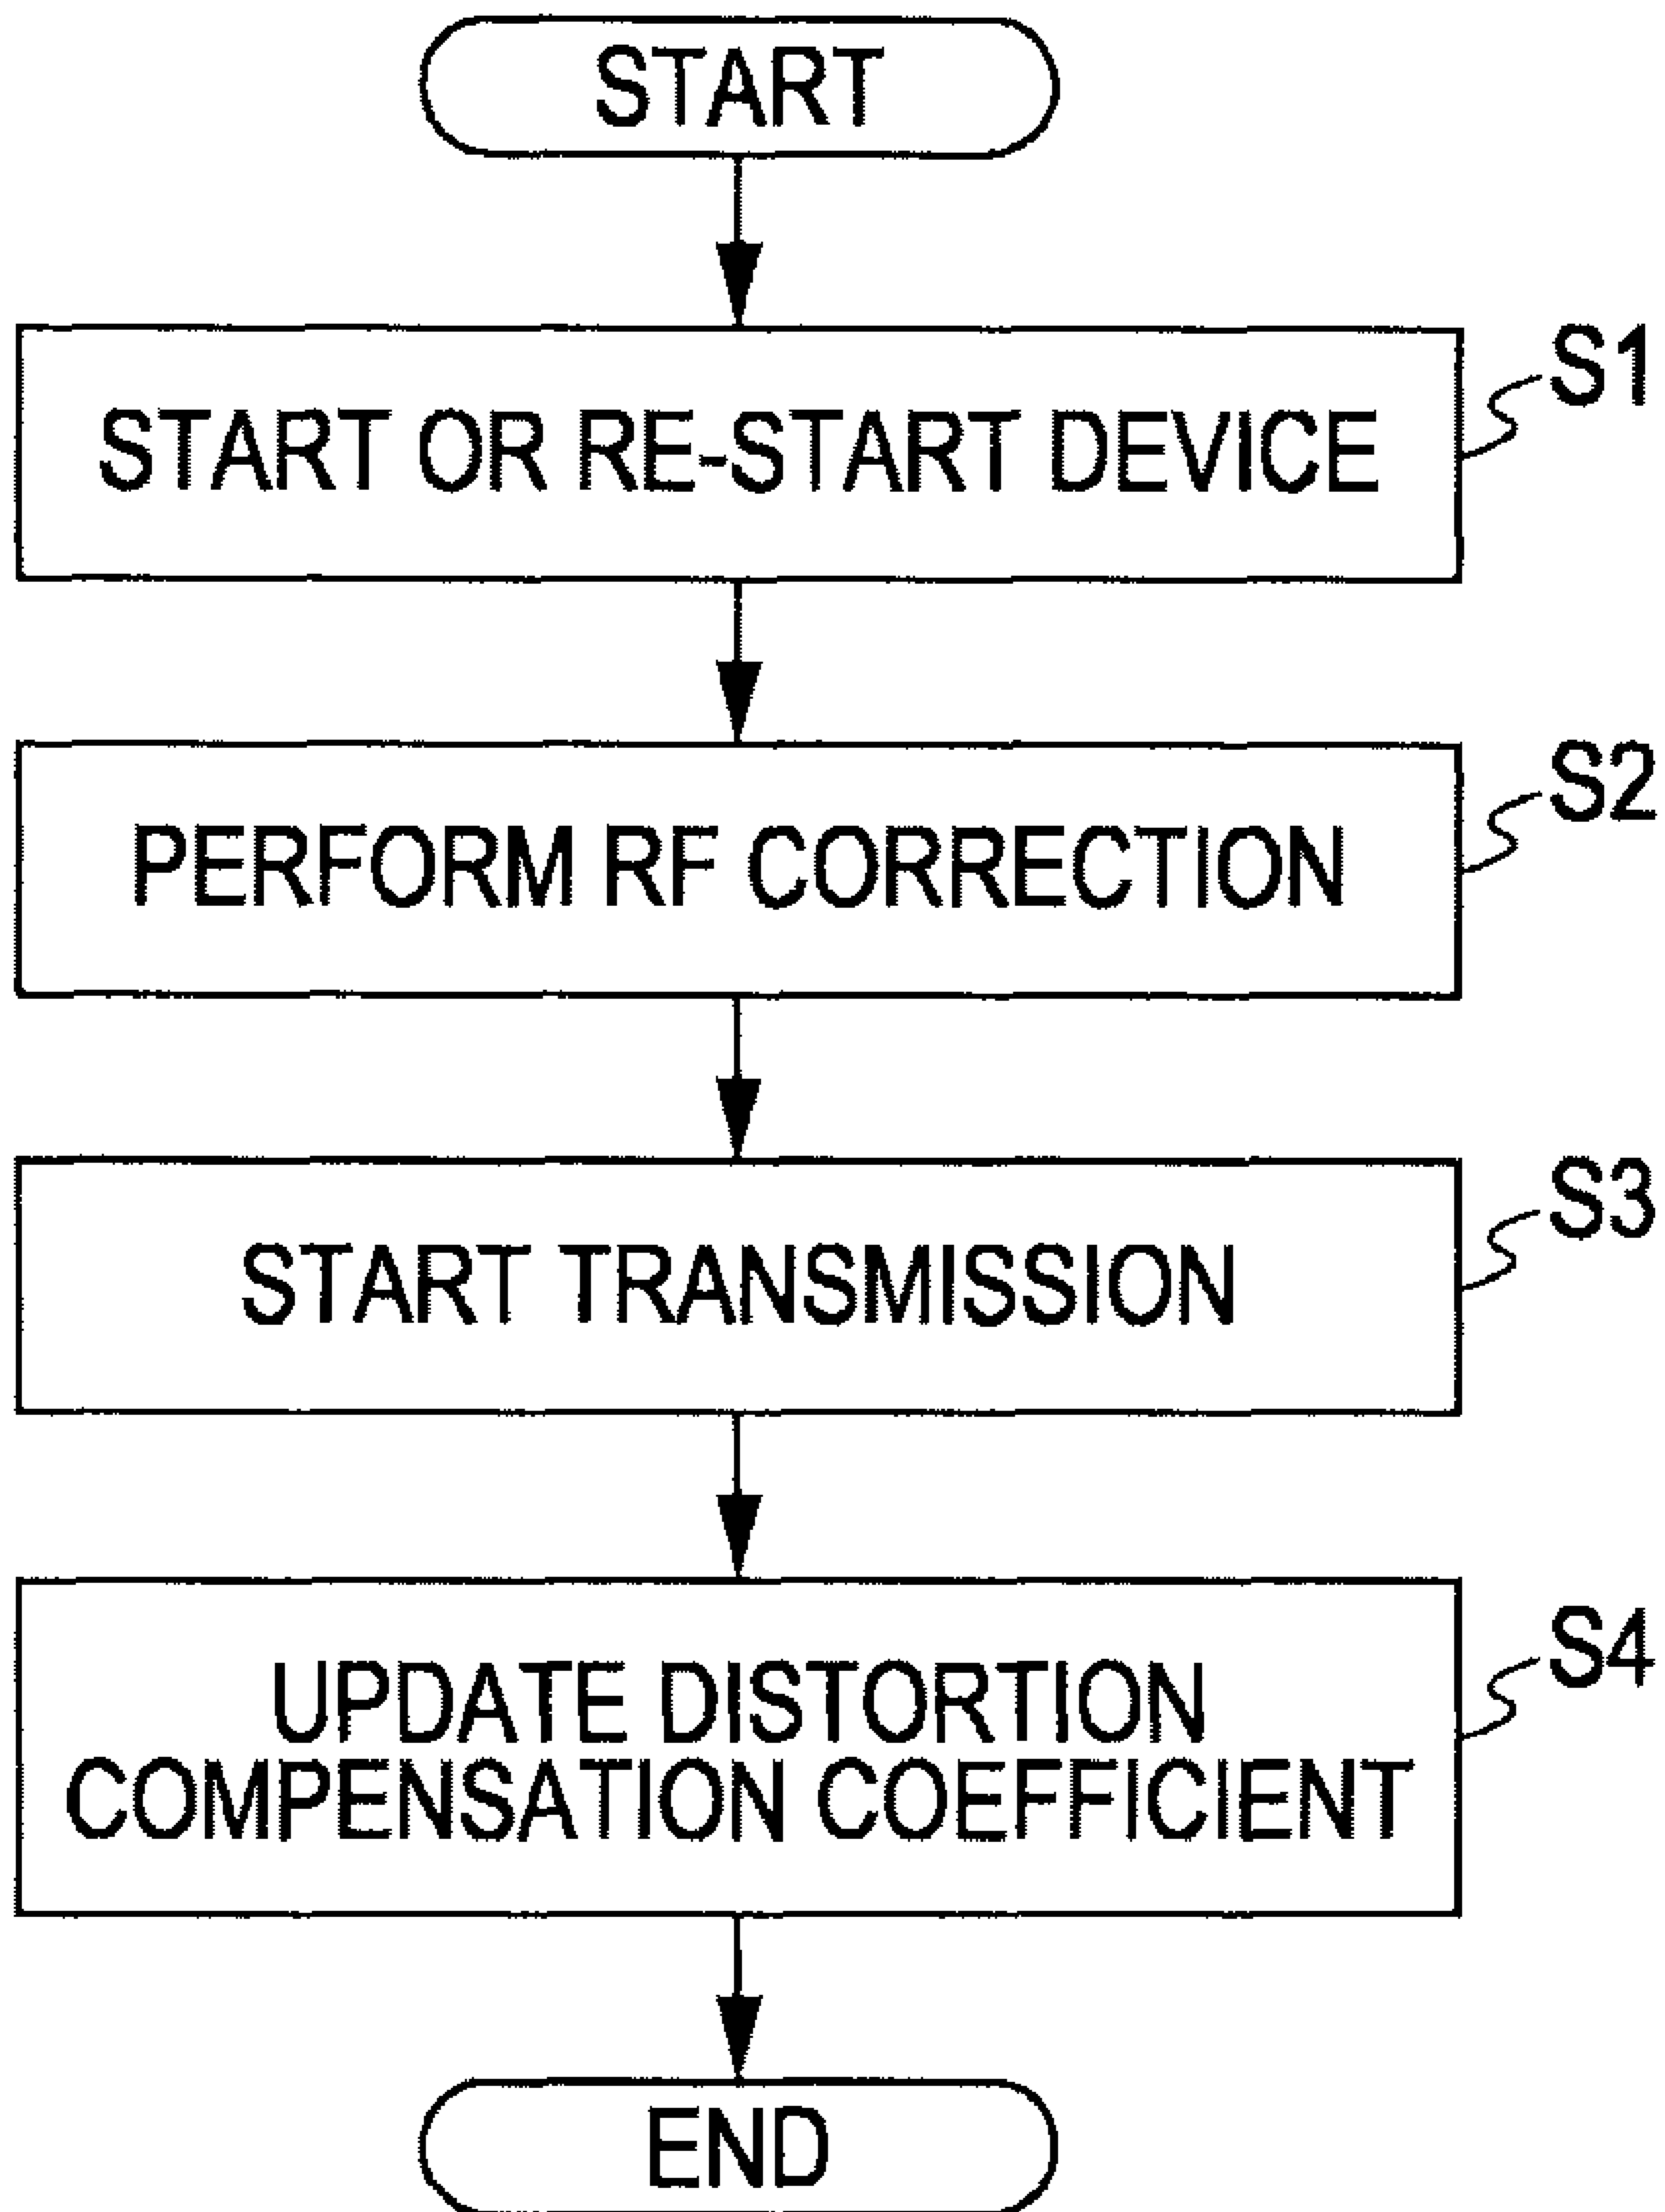 START
START OR RE-START DEVICE
S1
PERFORM RF CORRECTION
S2
START TRANSMISSION
S3
UPDATE DISTORTION
COMPENSATION COEFFICIENT
S4
END